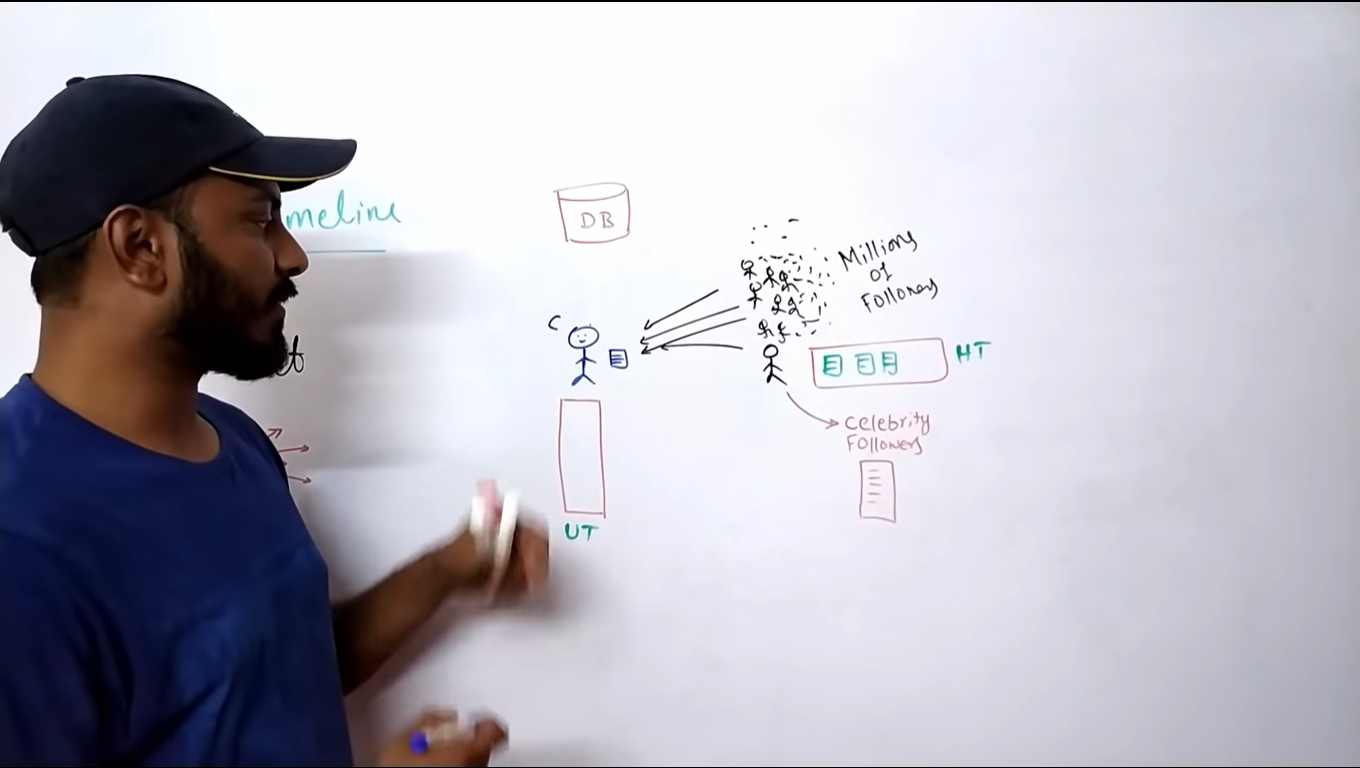 meline
DB
Millions
of
Followers
C
HT
celebrity
Followers
UT